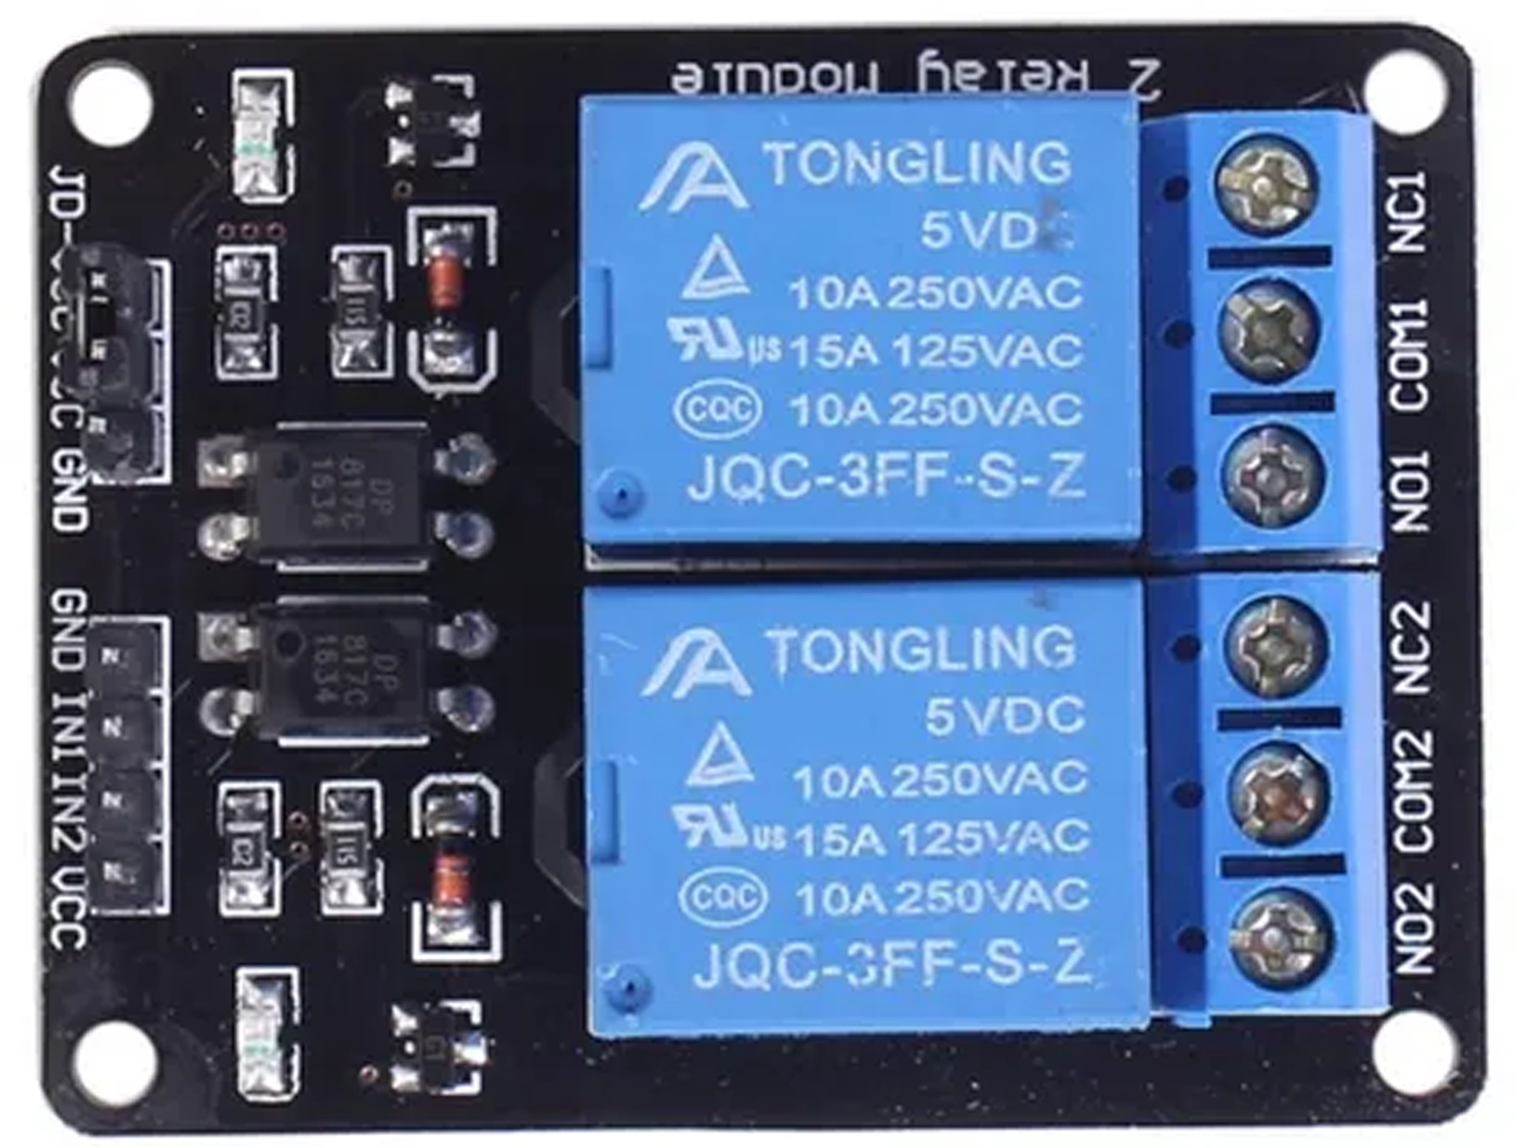 2 Relay Module
TONGLING
5VDC
10A 250VAC
us 15A 125VAC
CQC 10A 250VAC
JQC-3FF-S-Z
TONGLING
5VDC
10A 250VAC
us 15A 125VAC
CQC 10A 250VAC
JQC-3FF-S-Z
NC1
COM1
NO1
NC2
COM2
NO2
JD-VCC VCC GND
GND IN1 IN2 VCC
DP
817C
1634
DP
817C
1634